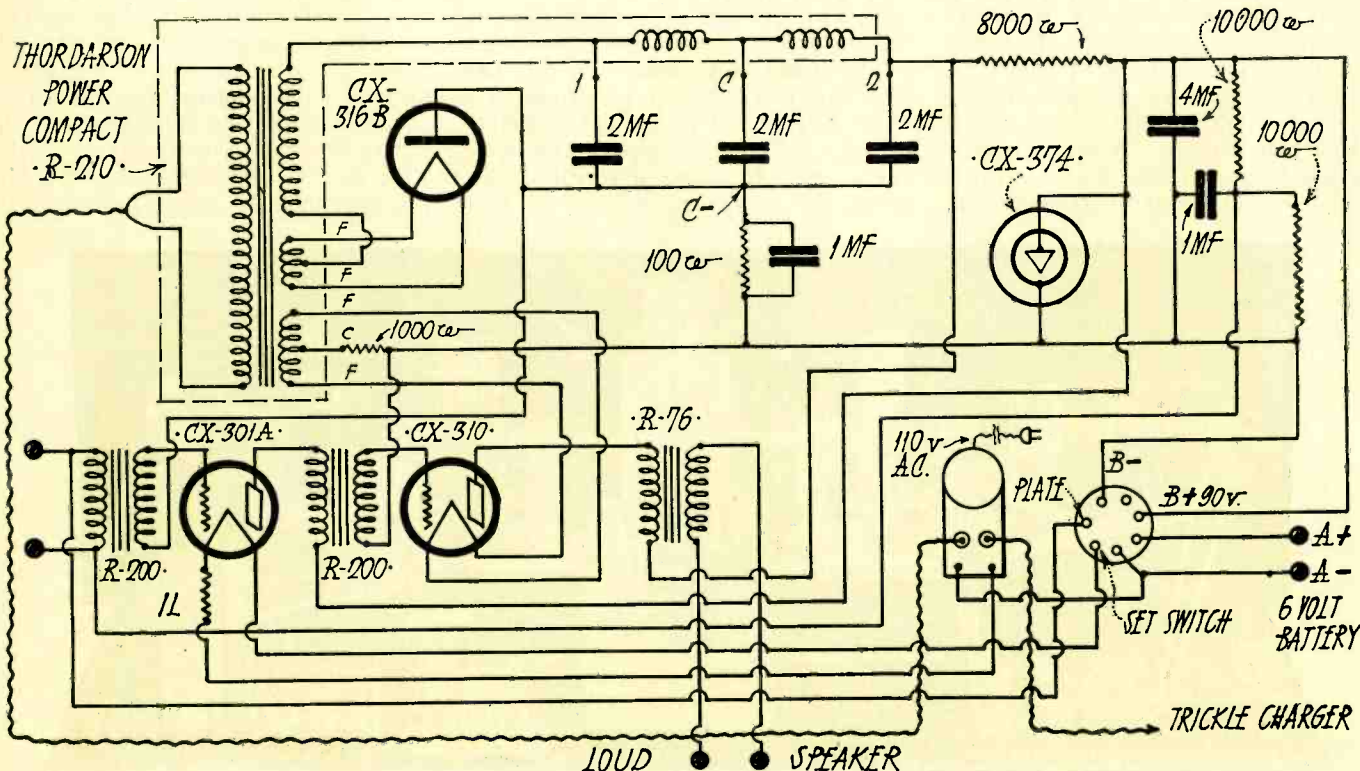 THORDARSON
POWER
COMPACT
·R-210·
CX-
316B
1
C
2
2MF
2MF
2MF
8000 ω
10000 ω
4MF
10000
ω
·CX-374·
1MF
C-
100 ω
1MF
F
F
F
C
1000 ω
F
·CX-301A·
·CX-310·
·R-76·
110 v
A.C.
B-
PLATE
B+90v.
A+
A-
R-200·
R-200·
1L
SET SWITCH
6 VOLT
BATTERY
TRICKLE CHARGER
LOUD SPEAKER